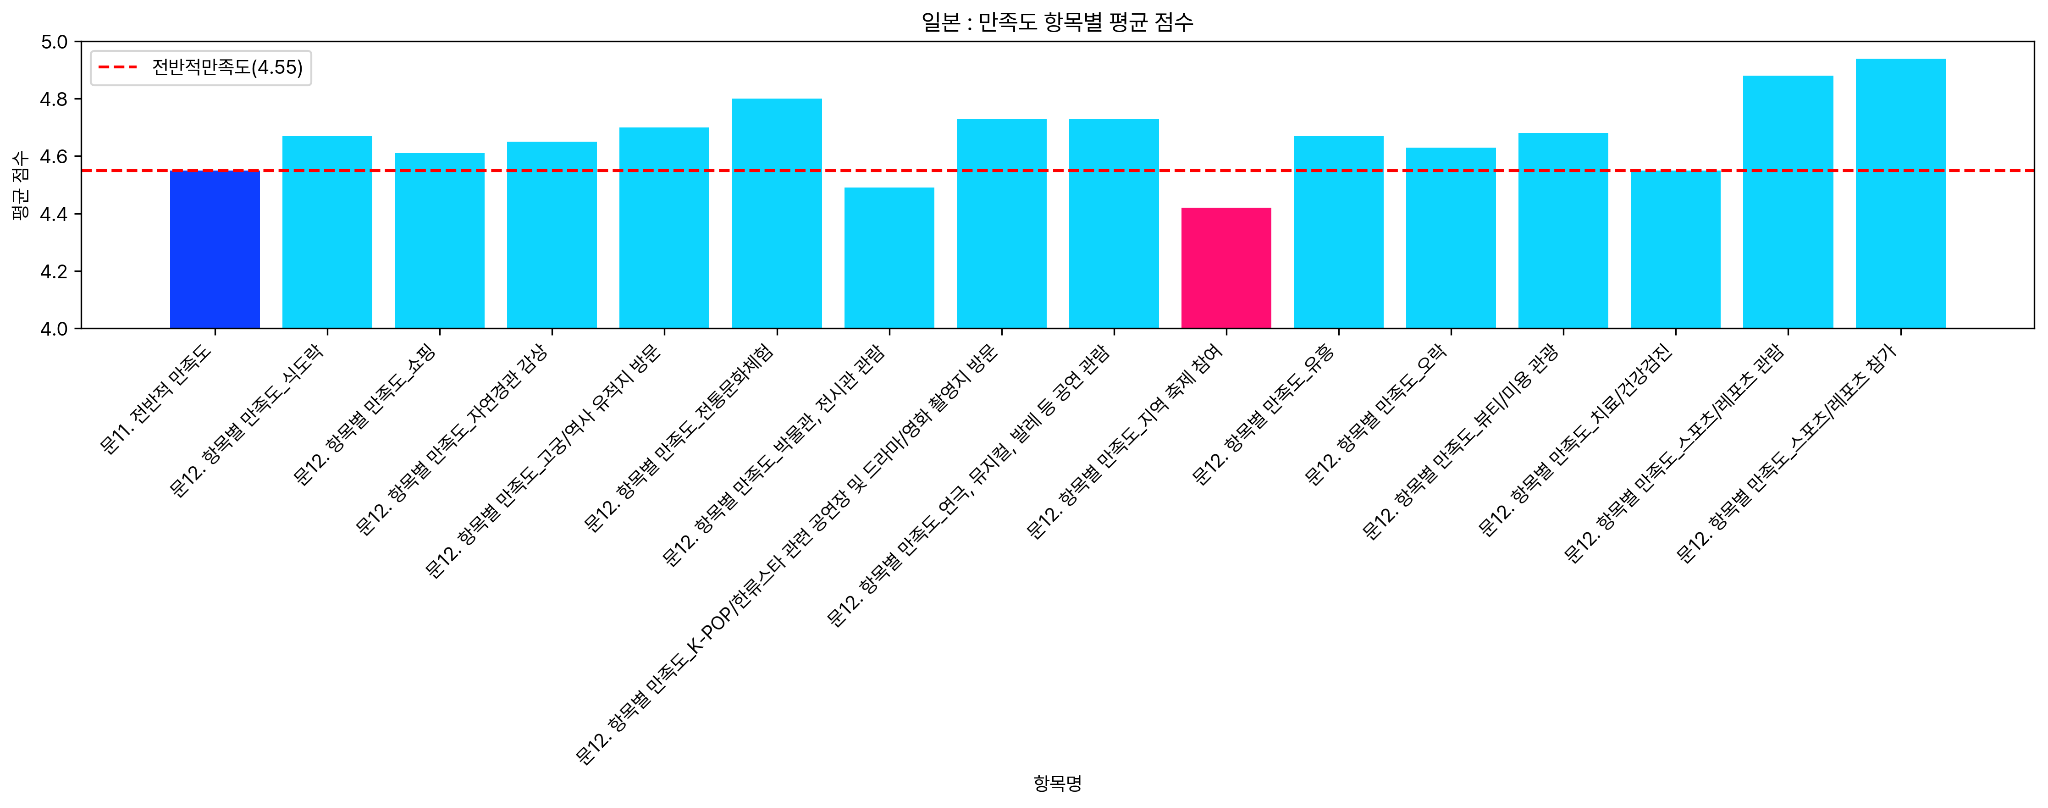 일본 : 만족도 항목별 평균 점수
전반적만족도(4.55)
평균 점수
5.0
4.8
4.6
4.4
4.2
4.0
문11. 전반적 만족도
문12. 항목별 만족도_식도락
문12. 항목별 만족도_쇼핑
문12. 항목별 만족도_자연경관 감상
문12. 항목별 만족도_고궁/역사 유적지 방문
문12. 항목별 만족도_전통문화체험
문12. 항목별 만족도_박물관, 전시관 관람
문12. 항목별 만족도_K-POP/한류스타 관련 공연장 및 드라마/영화 촬영지 방문
문12. 항목별 만족도_연극, 뮤지컬, 발레 등 공연 관람
문12. 항목별 만족도_지역 축제 참여
문12. 항목별 만족도_유흥
문12. 항목별 만족도_오락
문12. 항목별 만족도_뷰티/미용 관광
문12. 항목별 만족도_치료/건강검진
문12. 항목별 만족도_스포츠/레포츠 관람
문12. 항목별 만족도_스포츠/레포츠 참가
항목명